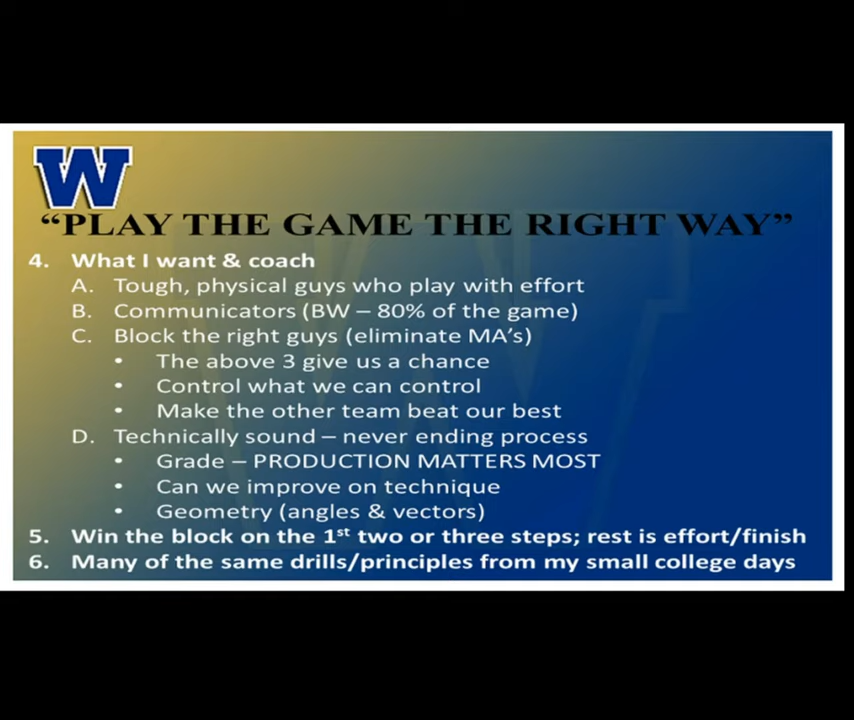 W
“PLAY THE GAME THE RIGHT WAY”
4. What I want & coach
A. Tough, physical guys who play with effort
B. Communicators (BW – 80% of the game)
C. Block the right guys (eliminate MA’s)
• The above 3 give us a chance
• Control what we can control
• Make the other team beat our best
D. Technically sound – never ending process
• Grade – PRODUCTION MATTERS MOST
• Can we improve on technique
• Geometry (angles & vectors)
5. Win the block on the 1st two or three steps; rest is effort/finish
6. Many of the same drills/principles from my small college days